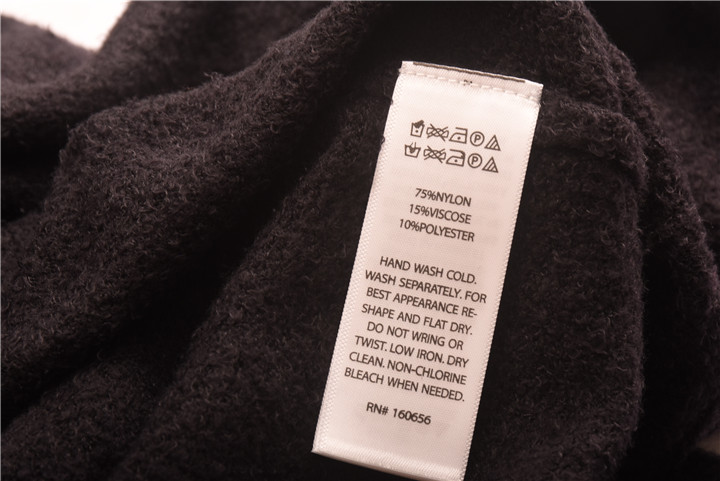 75%NYLON
15%VISCOSE
10%POLYESTER
HAND WASH COLD.
WASH SEPARATELY. FOR
BEST APPEARANCE RE-
SHAPE AND FLAT DRY.
DO NOT WRING OR
TWIST. LOW IRON. DRY
CLEAN. NON-CHLORINE
BLEACH WHEN NEEDED.
RN# 160656